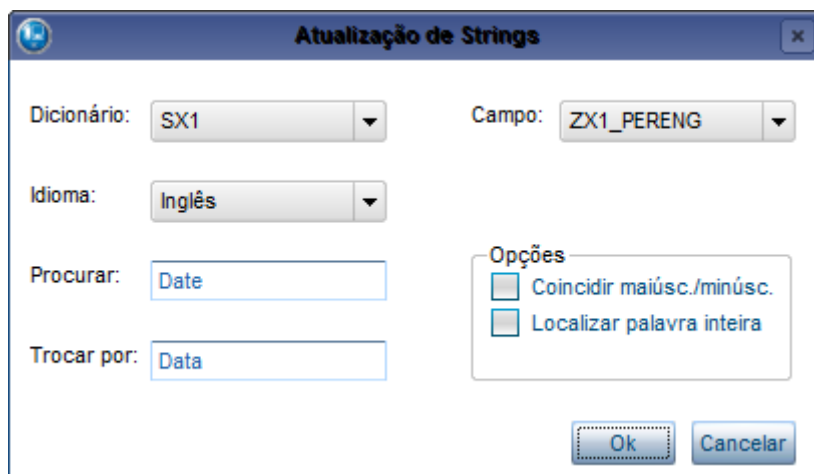 Atualização de Strings
Dicionário: SX1 Campo: ZX1_PERENG
Idioma: Inglês
Procurar: Date
Opções
Coincidir maiúsc./minúsc.
Localizar palavra inteira
Trocar por: Data
Ok Cancelar